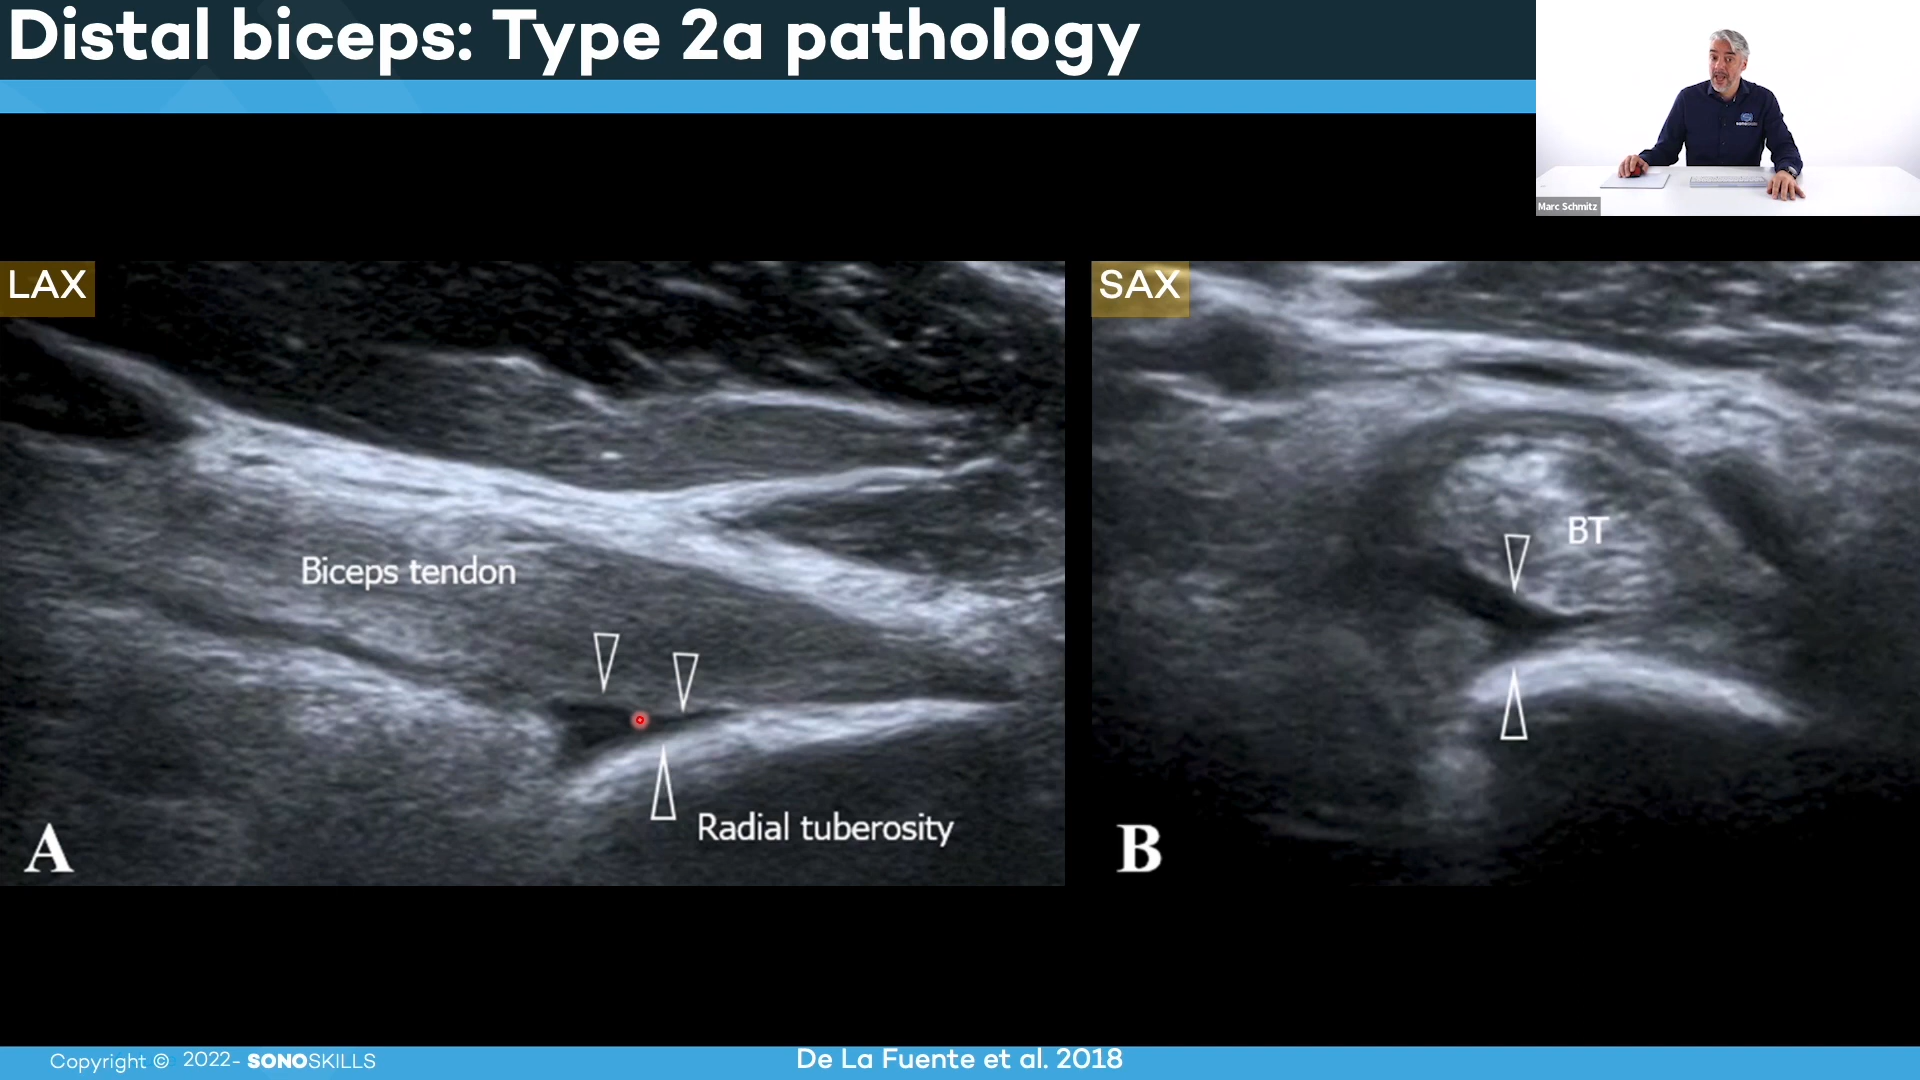 Distal biceps: Type 2a pathology
Marc Schmitz
LAX
SAX
BT
Biceps tendon
Radial tuberosity
A
B
Copyright © 2022- SONOSKILLS
De La Fuente et al. 2018